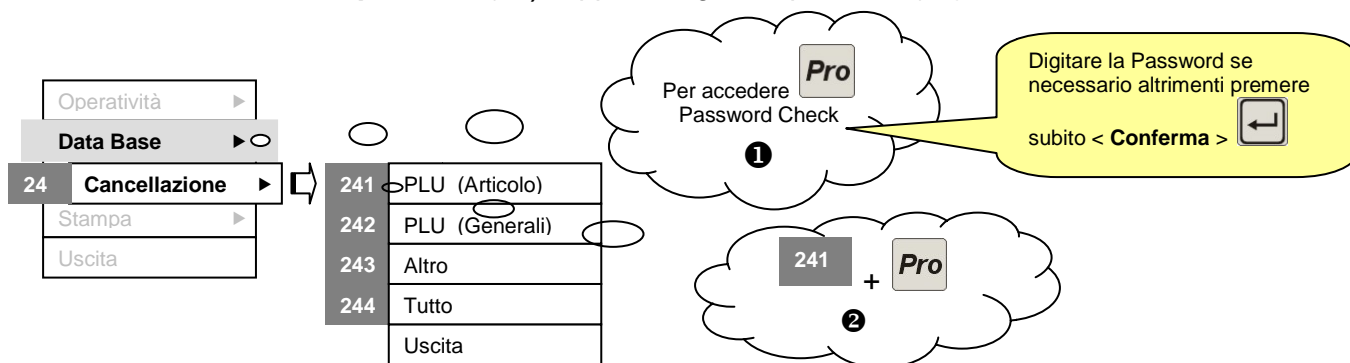 Operatività
Data Base
24 Cancellazione
Stampa
Uscita
241 PLU (Articolo)
242 PLU (Generali)
243 Altro
244 Tutto
Uscita
Per accedere Pro
Password Check
❶
Digitare la Password se
necessario altrimenti premere
subito < Conferma >
241 + Pro
❷